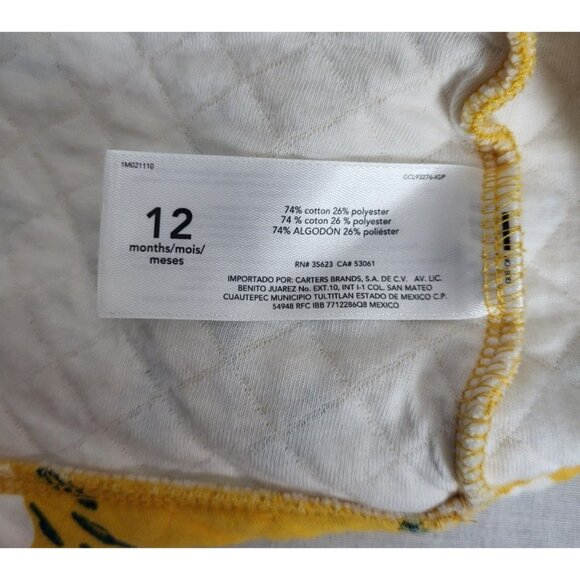 1M021110
GCL93276-IGP
12
months/mois/
meses
74% cotton 26% polyester
74 % coton 26 % polyester
74% ALGODÓN 26% poliéster
RN# 35623 CA# 53061
IMPORTADO POR: CARTERS BRANDS, S.A. DE C.V. AV. LIC.
BENITO JUAREZ No. EXT.10, INT I-1 COL. SAN MATEO
CUAUTEPEC MUNICIPIO TULTITLAN ESTADO DE MEXICO C.P.
54948 RFC IBB 7712286Q8 MEXICO